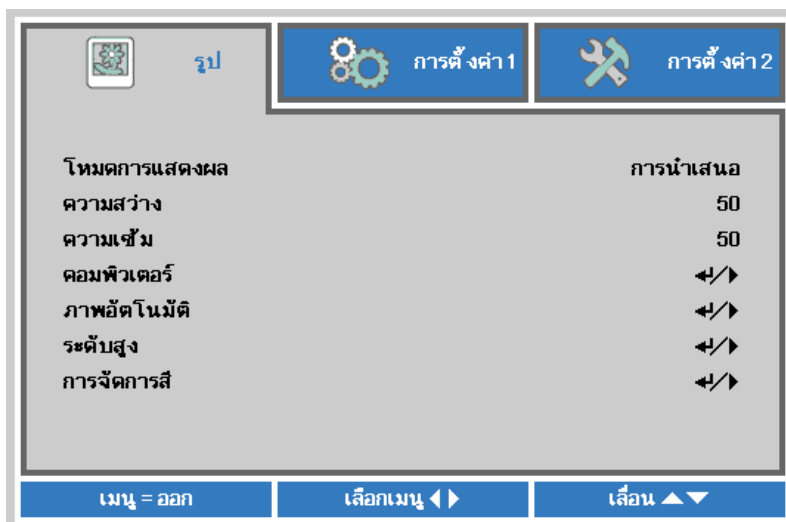 รูป
การตั้งค่า 1
การตั้งค่า 2
โหมดการแสดงผล การนำเสนอ
ความสว่าง 50
ความเข้ม 50
คอมพิวเตอร์ ↵/▶
ภาพอัตโนมัติ ↵/▶
ระดับสูง ↵/▶
การจัดการสี ↵/▶
เมนู = ออก
เลือกเมนู ◀ ▶
เลื่อน ▲▼